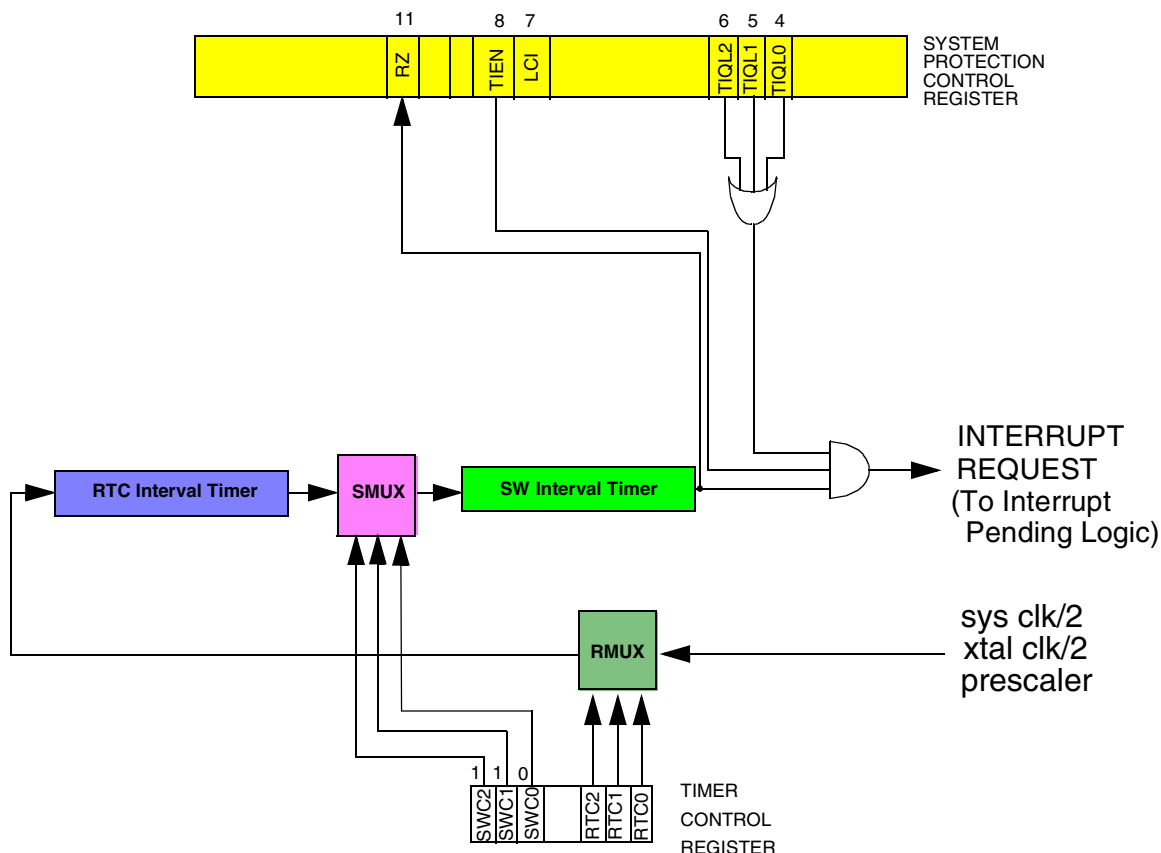 11 8 7 6 5 4
RZ TIEN LCI TIQL2 TIQL1 TIQL0
SYSTEM
PROTECTION
CONTROL
REGISTER
INTERRUPT
REQUEST
(To Interrupt
Pending Logic)
RTC Interval Timer
SMUX
SW Interval Timer
RMUX
sys clk/2
xtal clk/2
prescaler
1 1 0
SWC2 SWC1 SWC0 RTC2 RTC1 RTC0
TIMER
CONTROL
REGISTER